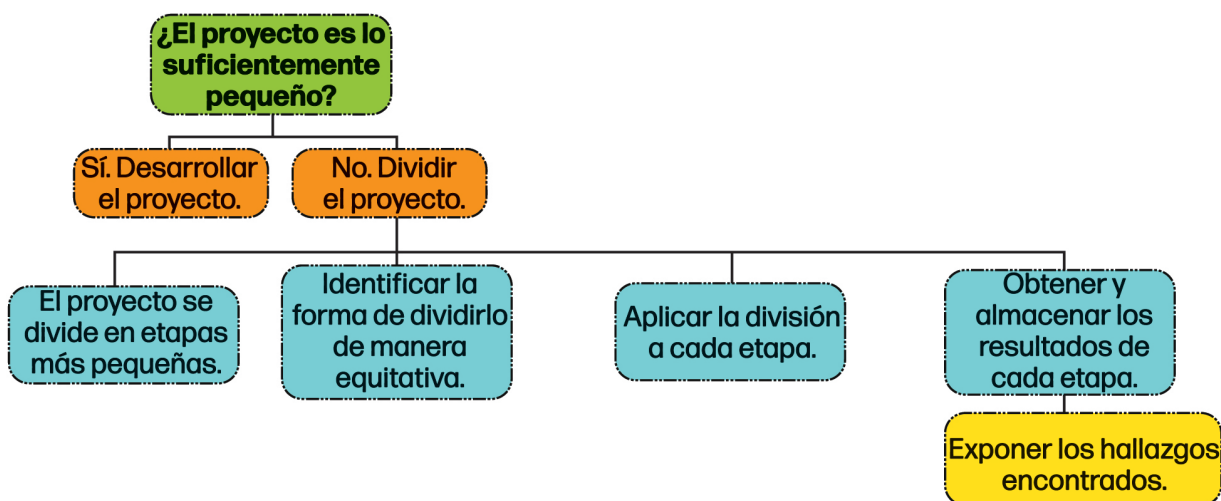 ¿El proyecto es lo
suficientemente
pequeño?
Sí. Desarrollar
el proyecto.
No. Dividir
el proyecto.
El proyecto se
divide en etapas
más pequeñas.
Identificar la
forma de dividirlo
de manera
equitativa.
Aplicar la división
a cada etapa.
Obtener y
almacenar los
resultados de
cada etapa.
Exponer los hallazgos
encontrados.